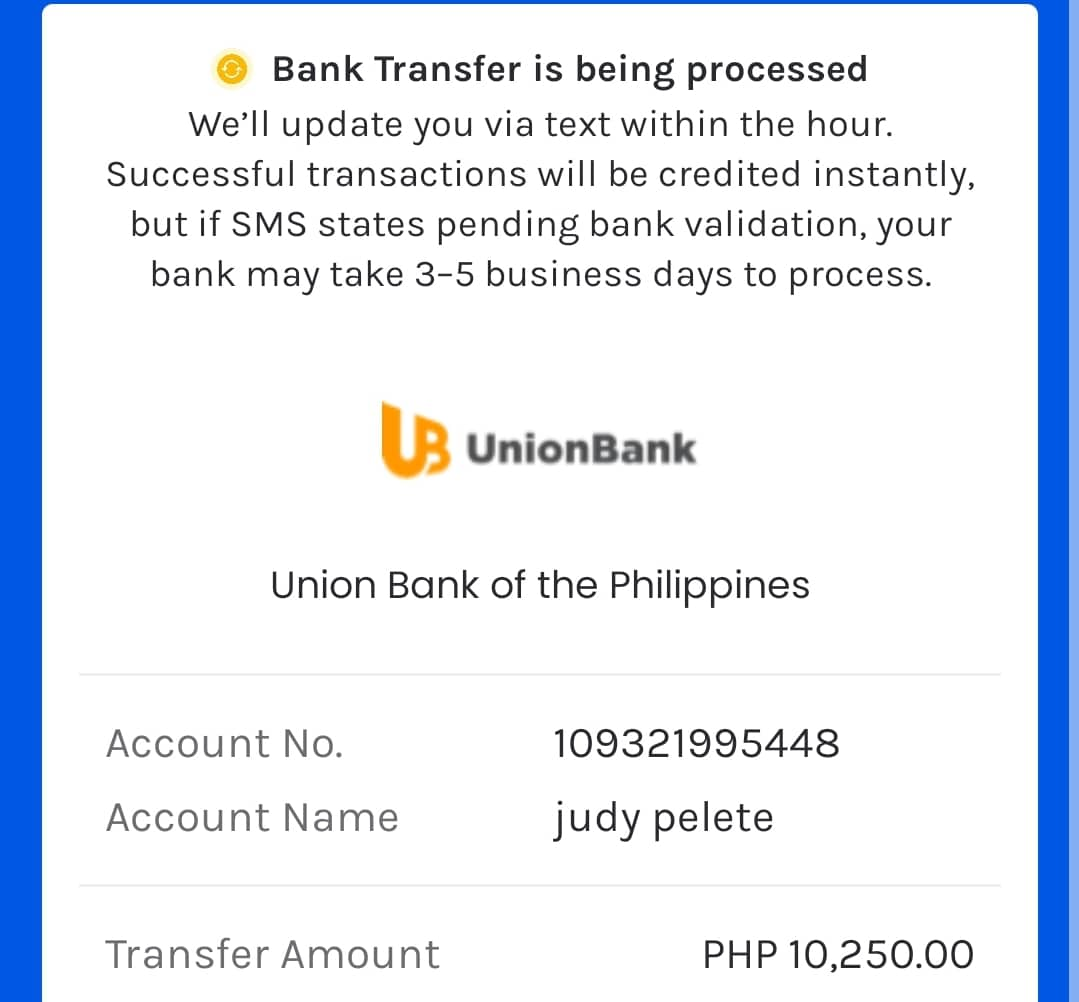 Bank Transfer is being processed
We’ll update you via text within the hour.
Successful transactions will be credited instantly,
but if SMS states pending bank validation, your
bank may take 3–5 business days to process.
UB UnionBank
Union Bank of the Philippines
Account No. 109321995448
Account Name judy pelete
Transfer Amount PHP 10,250.00